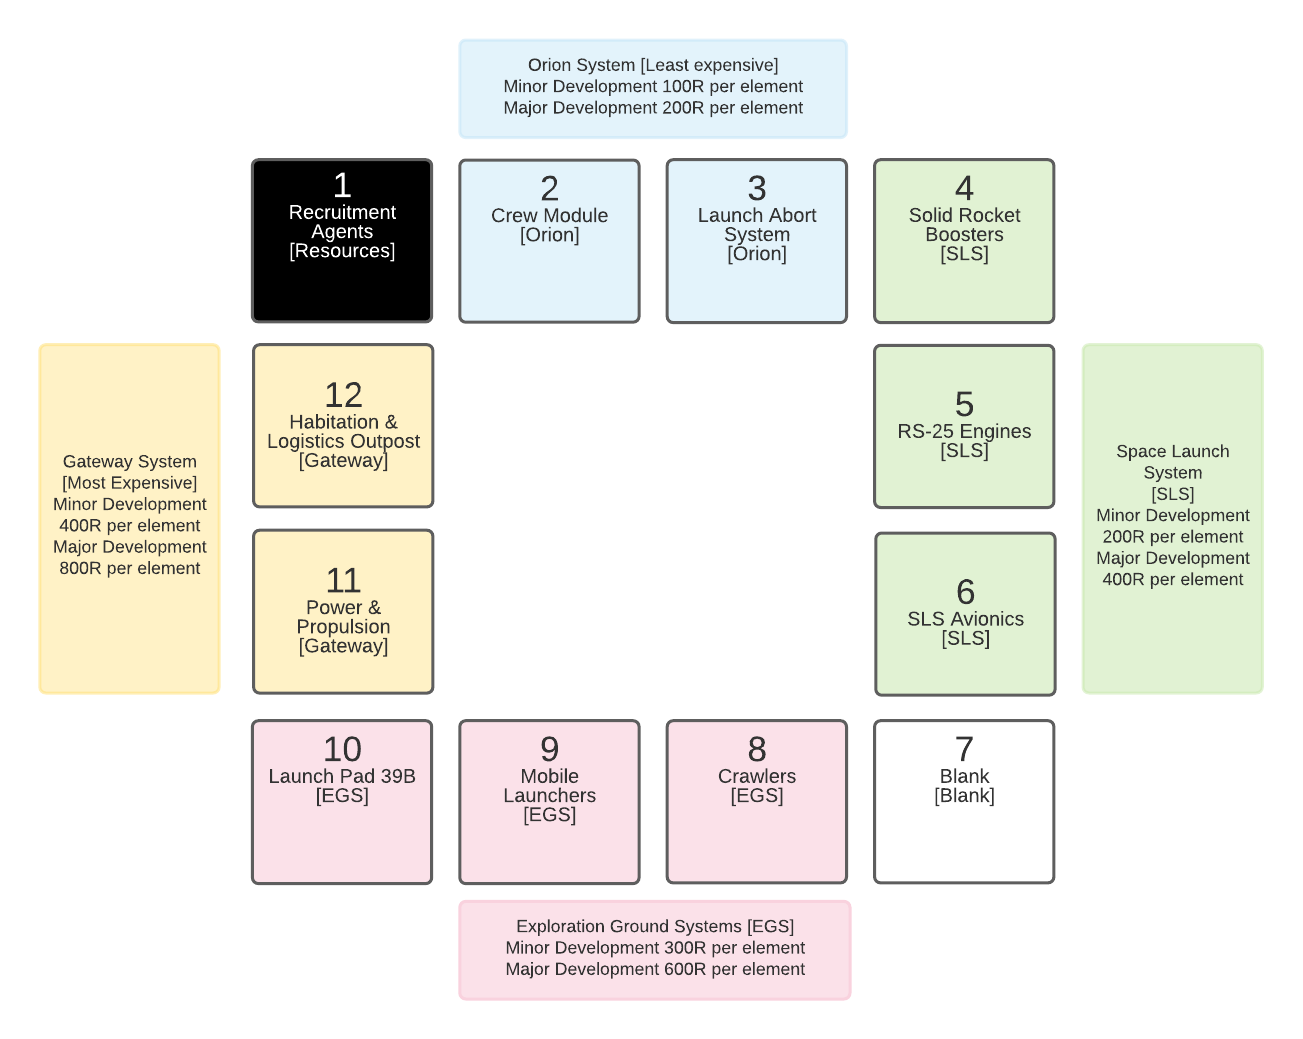 Orion System [Least expensive]
Minor Development 100R per element
Major Development 200R per element
1
Recruitment
Agents
[Resources]
2
Crew Module
[Orion]
3
Launch Abort
System
[Orion]
4
Solid Rocket
Boosters
[SLS]
Gateway System
[Most Expensive]
Minor Development
400R per element
Major Development
800R per element
12
Habitation &
Logistics Outpost
[Gateway]
5
RS-25 Engines
[SLS]
Space Launch
System
[SLS]
Minor Development
200R per element
Major Development
400R per element
11
Power &
Propulsion
[Gateway]
6
SLS Avionics
[SLS]
10
Launch Pad 39B
[EGS]
9
Mobile
Launchers
[EGS]
8
Crawlers
[EGS]
7
Blank
[Blank]
Exploration Ground Systems [EGS]
Minor Development 300R per element
Major Development 600R per element